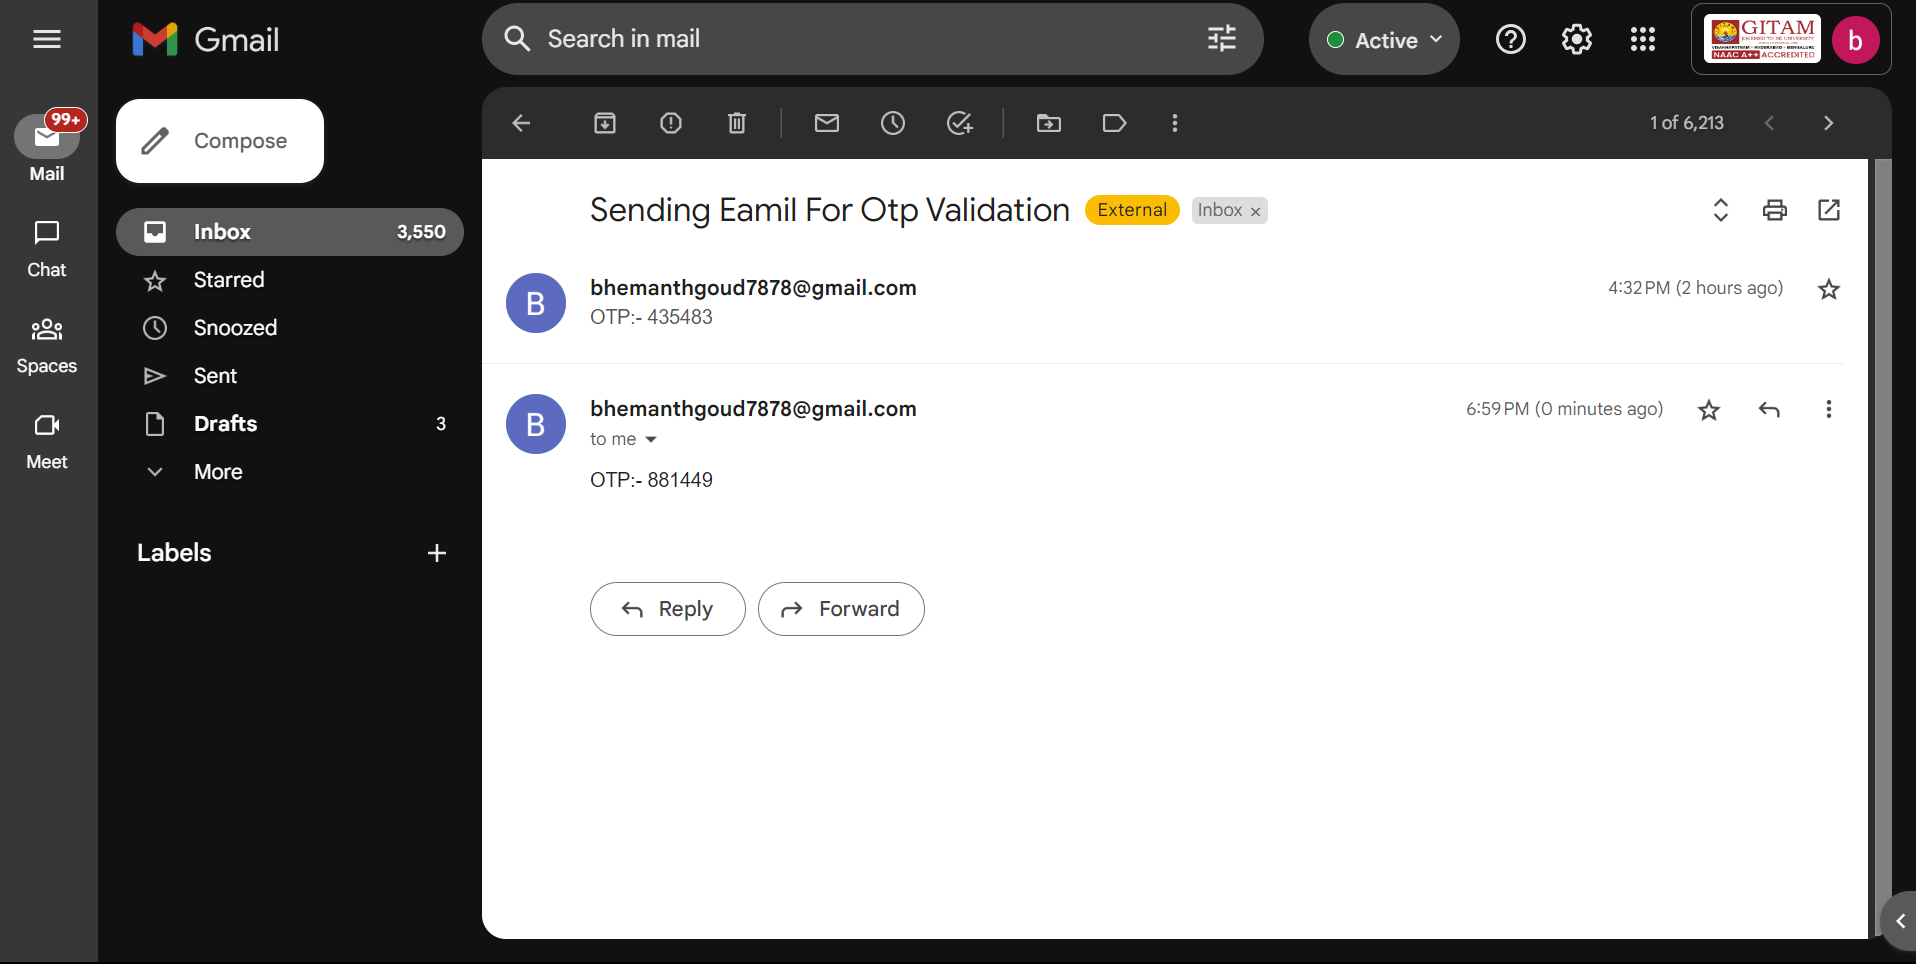 Gmail
Search in mail
Active
GITAM
NAAC A++ ACCREDITED
b
99+
Mail
Chat
Spaces
Meet
Compose
Inbox 3,550
Starred
Snoozed
Sent
Drafts 3
More
Labels
1 of 6,213
Sending Eamil For Otp Validation External Inbox
B
bhemanthgoud7878@gmail.com 4:32 PM (2 hours ago)
OTP:- 435483
B
bhemanthgoud7878@gmail.com 6:59 PM (0 minutes ago)
to me
OTP:- 881449
Reply Forward